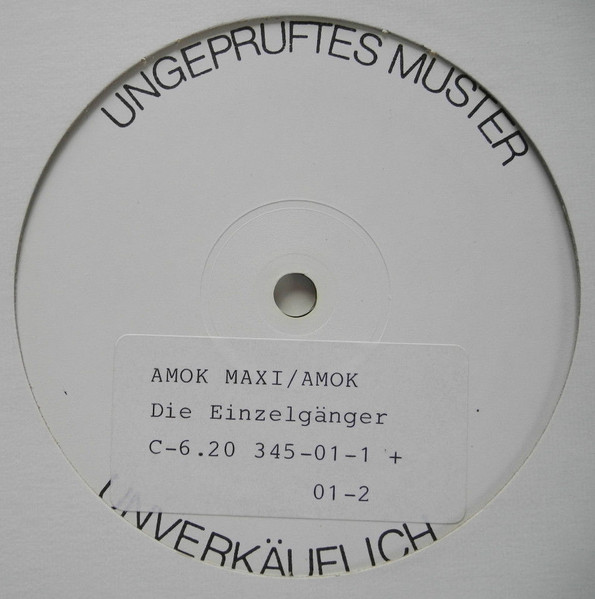 UNGEPRÜFTES MUSTER
AMOK MAXI/AMOK
Die Einzelgänger
C-6.20 345-01-1 +
01-2
UNVERKÄUFLICH